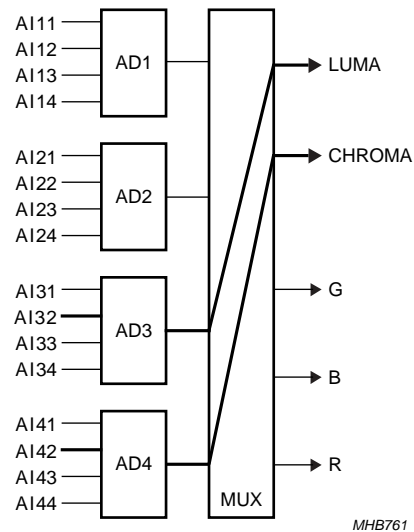 AI11
AI12
AI13
AI14
AD1
AI21
AI22
AI23
AI24
AD2
AI31
AI32
AI33
AI34
AD3
AI41
AI42
AI43
AI44
AD4
MUX
LUMA
CHROMA
G
B
R
MHB761